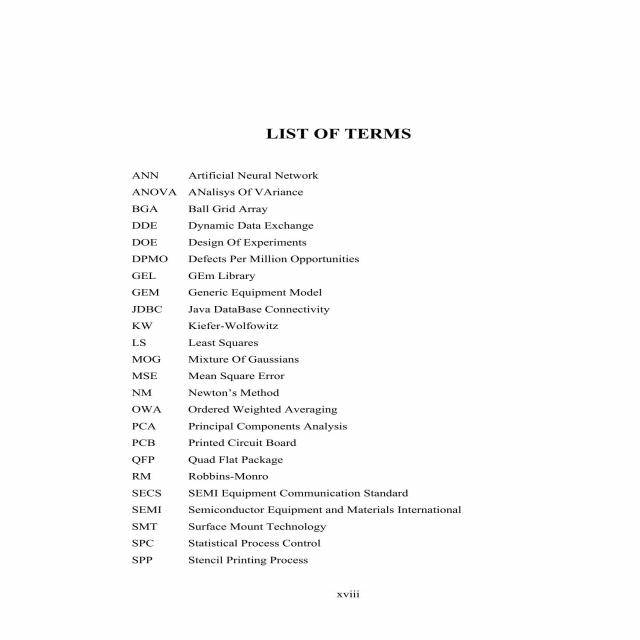 LIST OF TERMS
ANN Artificial Neural Network
ANOVA ANalisys Of VAriance
BGA Ball Grid Array
DDE Dynamic Data Exchange
DOE Design Of Experiments
DPMO Defects Per Million Opportunities
GEL GEm Library
GEM Generic Equipment Model
JDBC Java DataBase Connectivity
KW Kiefer-Wolfowitz
LS Least Squares
MOG Mixture Of Gaussians
MSE Mean Square Error
NM Newton’s Method
OWA Ordered Weighted Averaging
PCA Principal Components Analysis
PCB Printed Circuit Board
QFP Quad Flat Package
RM Robbins-Monro
SECS SEMI Equipment Communication Standard
SEMI Semiconductor Equipment and Materials International
SMT Surface Mount Technology
SPC Statistical Process Control
SPP Stencil Printing Process
xviii